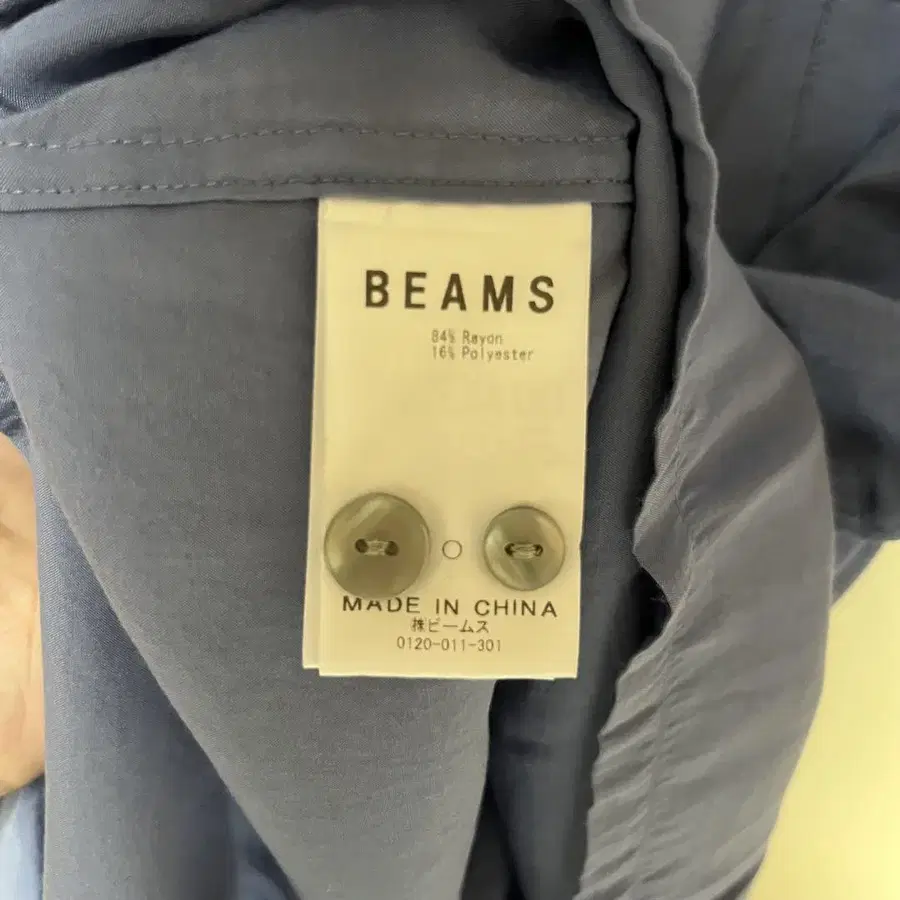 BEAMS
84% Rayon
16% Polyester
MADE IN CHINA
㈱ビームス
0120-011-301